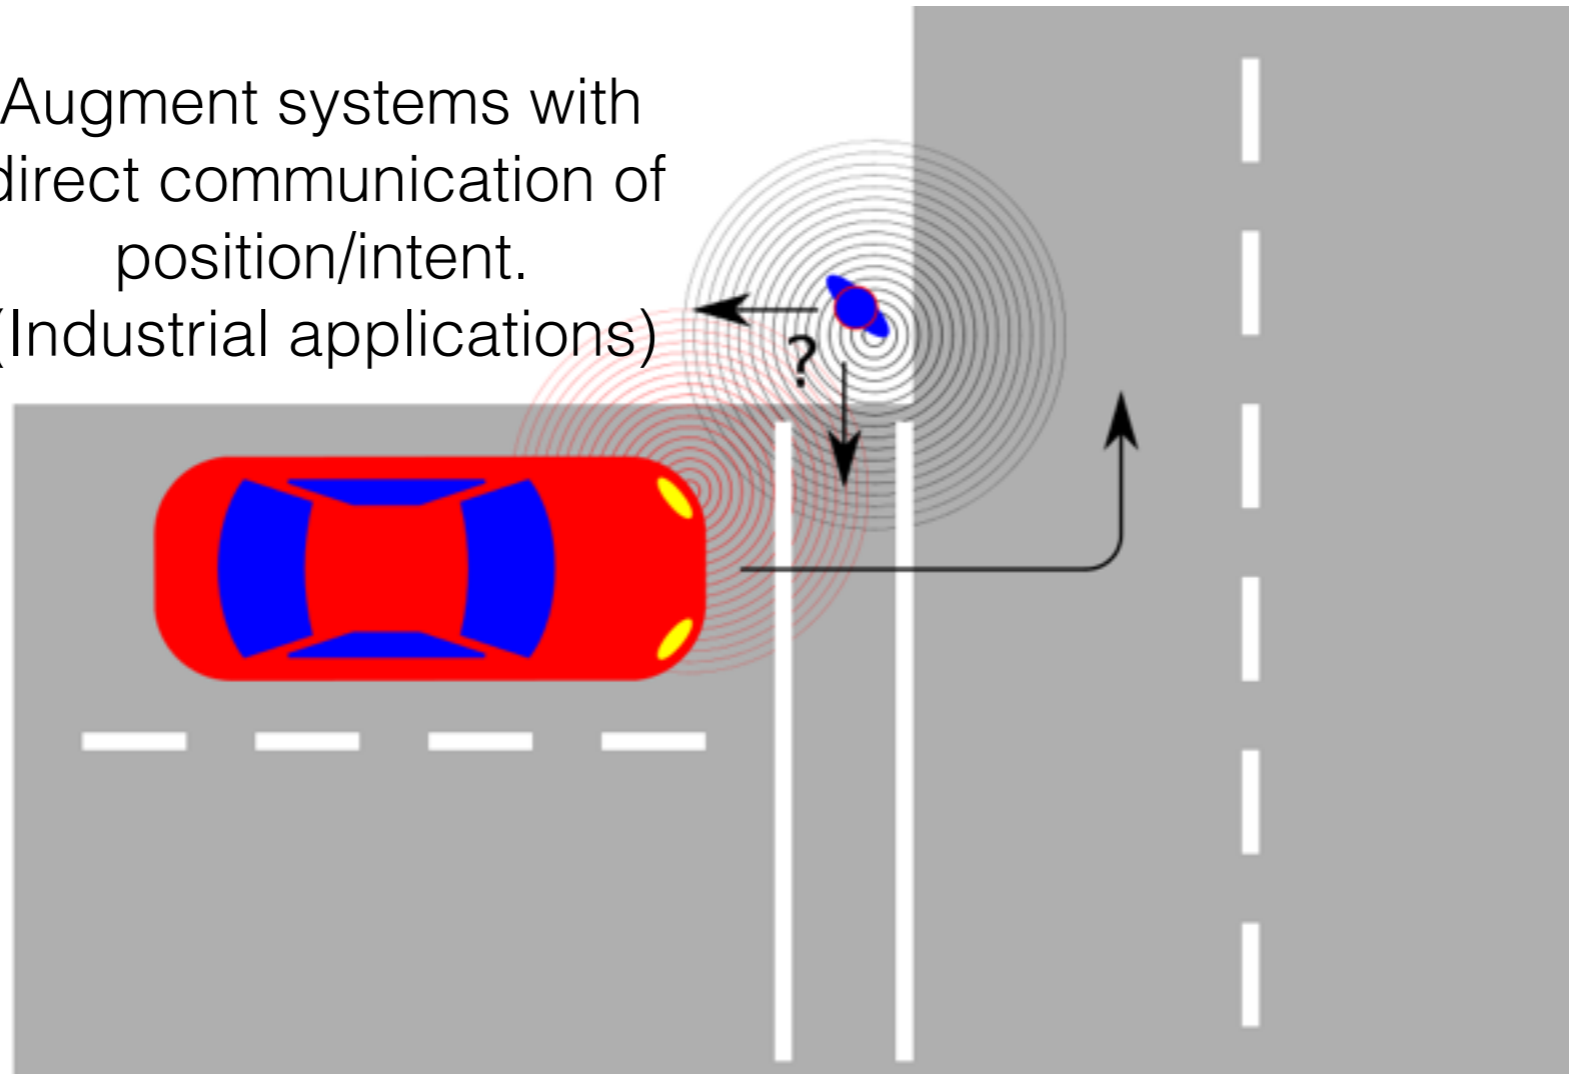 Augment systems with
direct communication of
position/intent.
(Industrial applications)
?